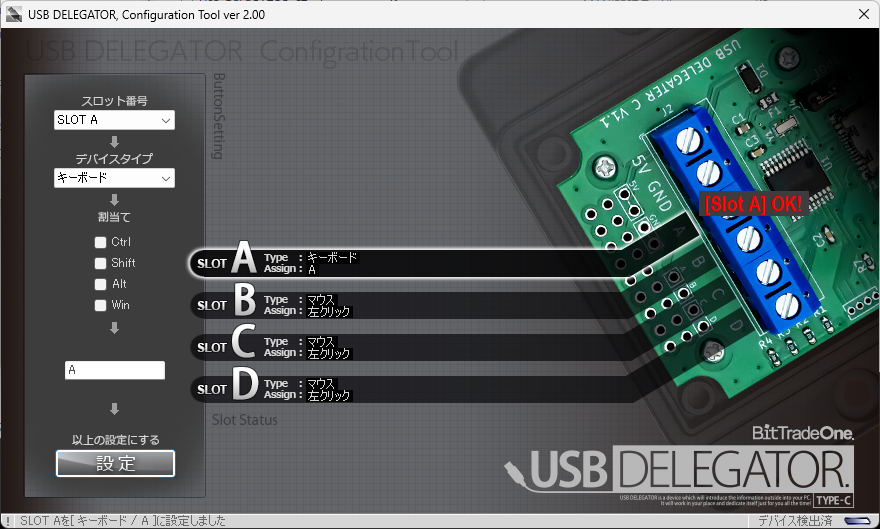 USB DELEGATOR, Configuration Tool ver 2.00
USB DELEGATOR ConfigrationTool
ButtonSetting
スロット番号
SLOT A
デバイスタイプ
キーボード
割当て
Ctrl
Shift
Alt
Win
A
以上の設定にする
設定
SLOT A Type : キーボード
Assign : A
SLOT B Type : マウス
Assign : 左クリック
SLOT C Type : マウス
Assign : 左クリック
SLOT D Type : マウス
Assign : 左クリック
Slot Status
USB DELEGATER C V1.1
J2
D1
C1
C2
C3
U1
5V GND
5V
GND
[Slot A] OK!
A
B
C
D
A
B
C
D
R7
R4 R3 R2 R1
BitTradeOne.
USB DELEGATOR.
USB DELEGATOR is a device which will introduce the information outside into your PC.
It will work in your place and dedicate itself just for you all the time!
TYPE-C
! SLOT Aを[ キーボード / A ]に設定しました
デバイス検出済